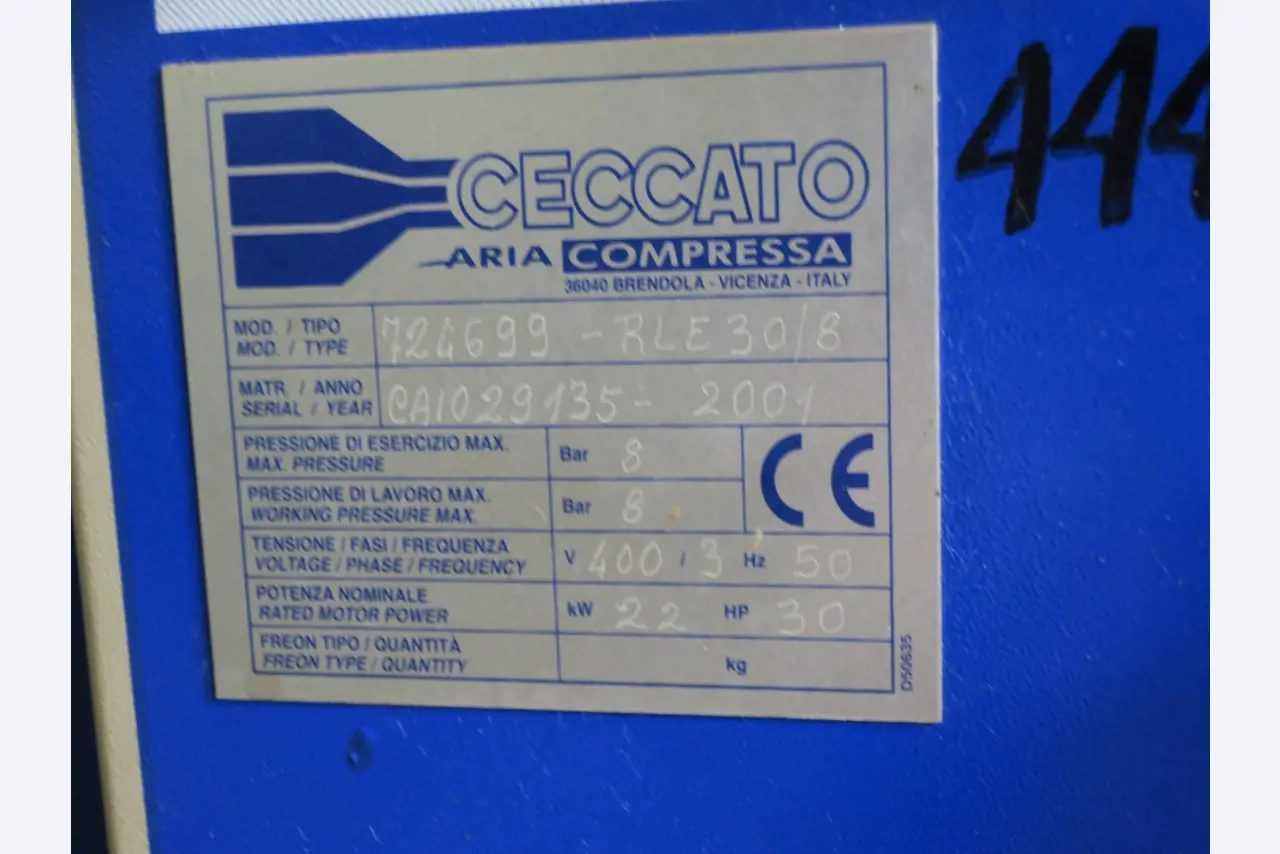 CECCATO
ARIA COMPRESSA
36040 BRENDOLA - VICENZA - ITALY
444
MOD. / TIPO
MOD. / TYPE
724699 - RLE 30/8
MATR. / ANNO
SERIAL / YEAR
CAI029135 - 2001
PRESSIONE DI ESERCIZIO MAX.
MAX. PRESSURE
Bar 8
CE
PRESSIONE DI LAVORO MAX.
WORKING PRESSURE MAX.
Bar 8
TENSIONE / FASI / FREQUENZA
VOLTAGE / PHASE / FREQUENCY
V 400 / 3 Hz 50
POTENZA NOMINALE
RATED MOTOR POWER
kW 22 HP 30
FREON TIPO / QUANTITÀ
FREON TYPE / QUANTITY
kg
D50635